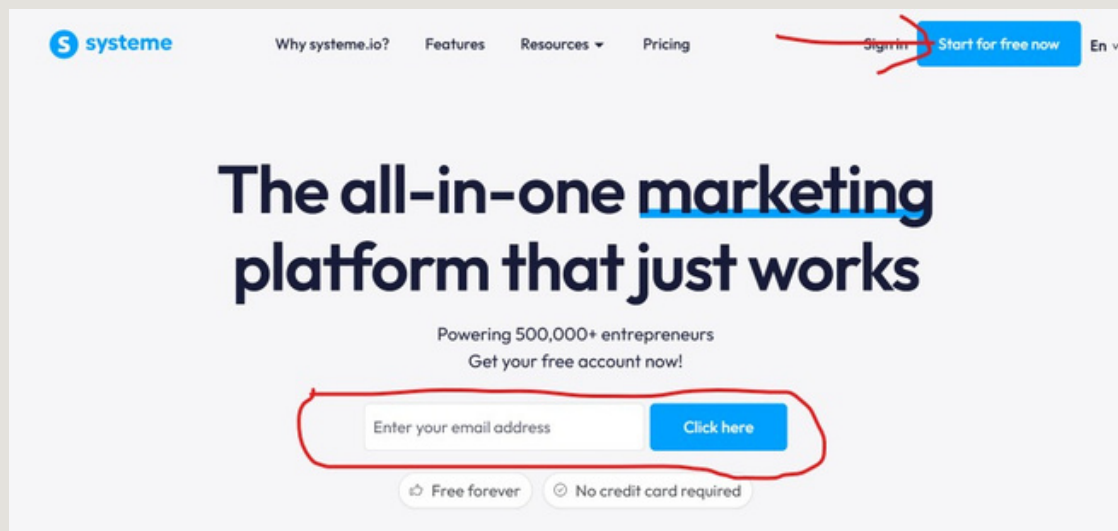 S systeme
Why systeme.io? Features Resources Pricing Sign in Start for free now En
The all-in-one marketing
platform that just works
Powering 500,000+ entrepreneurs
Get your free account now!
Enter your email address Click here
Free forever No credit card required